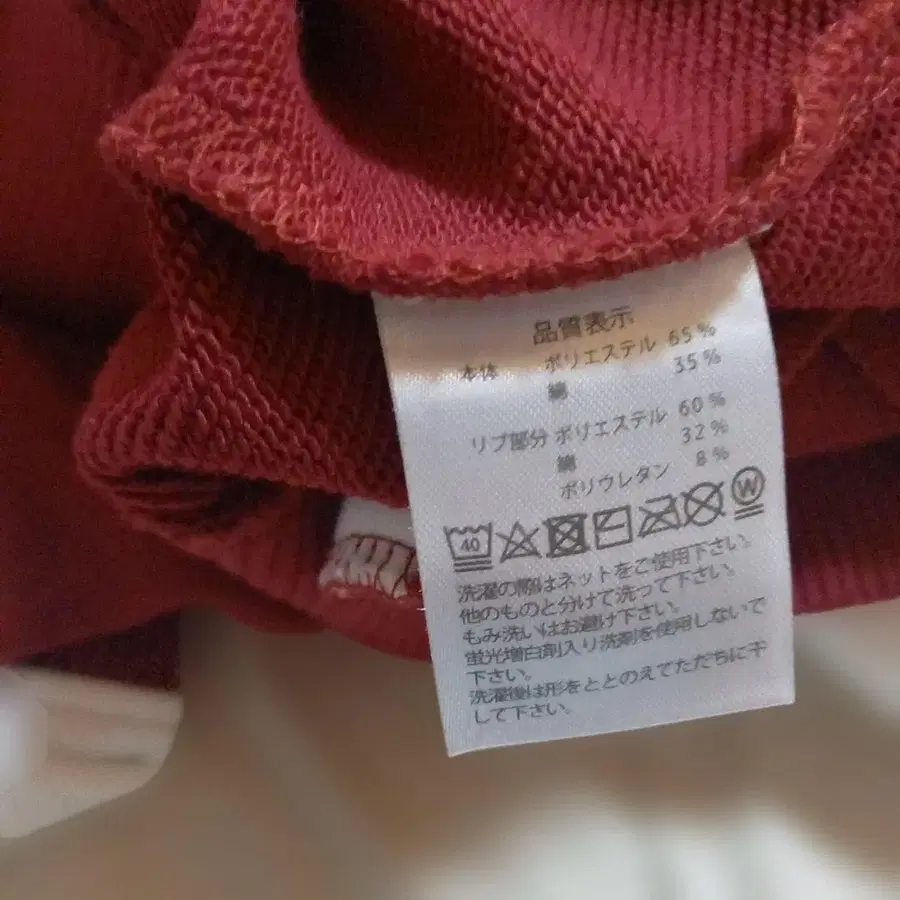 品質表示
本体 ポリエステル 65%
綿 35%
リブ部分 ポリエステル 60%
綿 32%
ポリウレタン 8%
40 W
洗濯の際はネットをご使用下さい。
他のものと分けて洗って下さい。
もみ洗いはお避け下さい。
蛍光増白剤入り洗剤を使用しないで
下さい。
洗濯後は形をととのえてただちに干
して下さい。